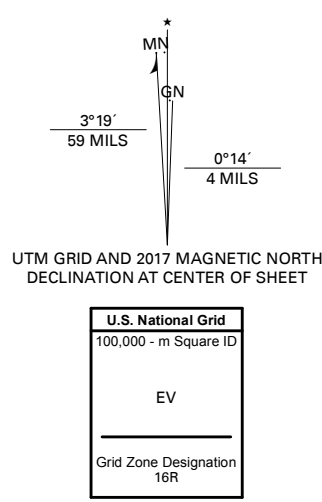 ★
MN
GN
3°19´
59 MILS
0°14´
4 MILS
UTM GRID AND 2017 MAGNETIC NORTH
DECLINATION AT CENTER OF SHEET
U.S. National Grid
100,000 - m Square ID
EV
Grid Zone Designation
16R